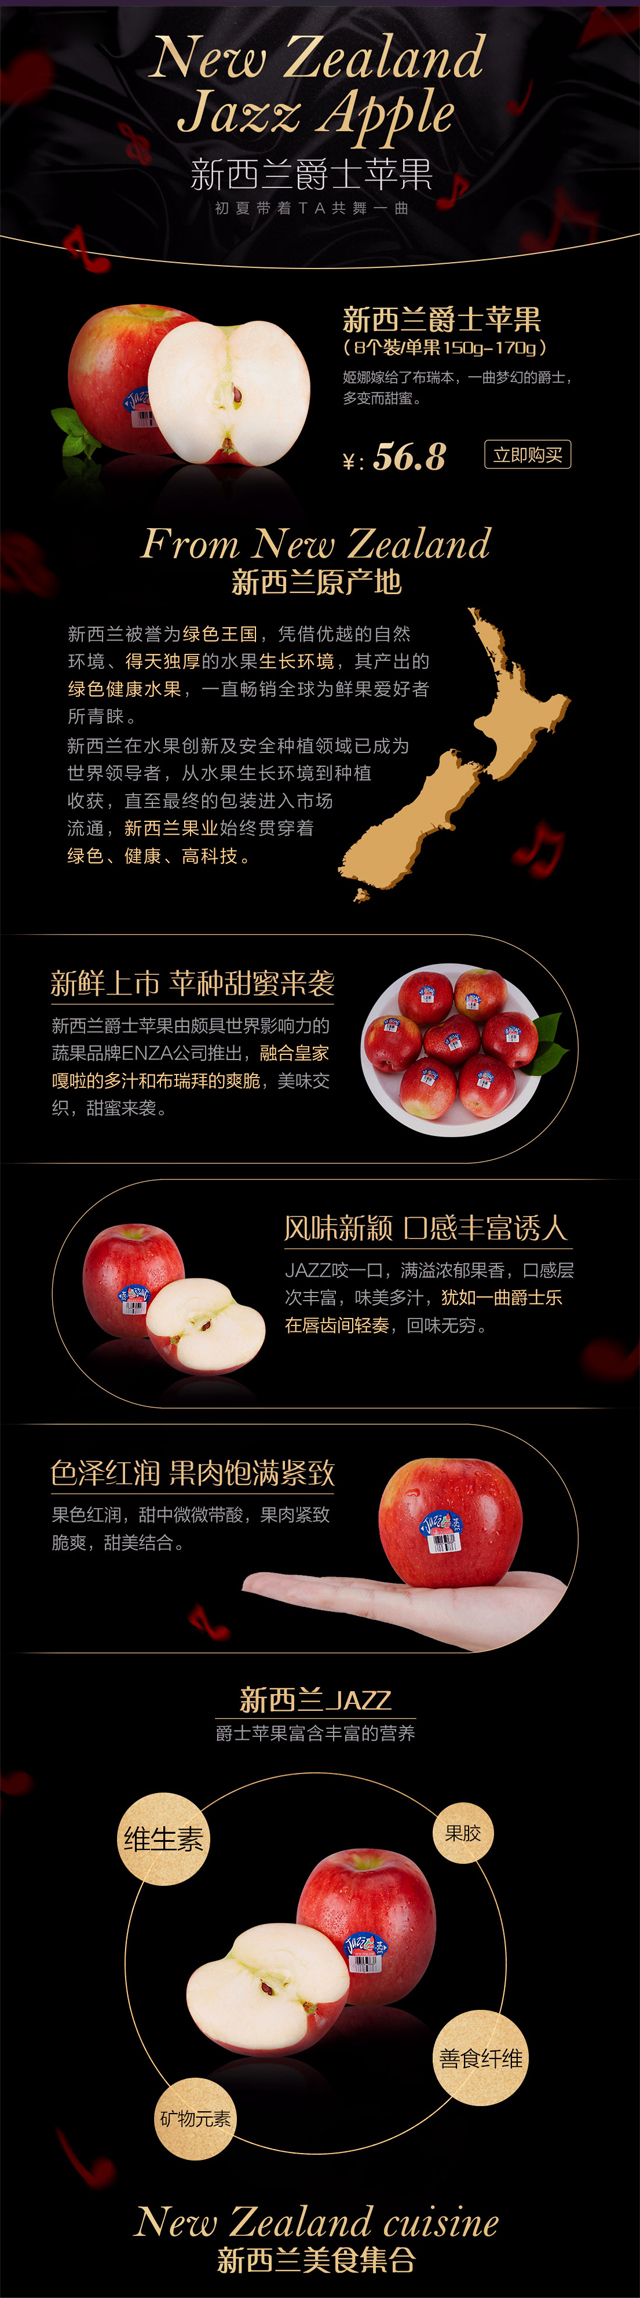 New Zealand
Jazz Apple
新西兰爵士苹果
初夏带着TA共舞一曲
新西兰爵士苹果
（8个装/单果150g-170g）
姬娜嫁给了布瑞本，一曲梦幻的爵士，
多变而甜蜜。
¥: 56.8
立即购买
From New Zealand
新西兰原产地
新西兰被誉为绿色王国，凭借优越的自然
环境、得天独厚的水果生长环境，其产出的
绿色健康水果，一直畅销全球为鲜果爱好者
所青睐。
新西兰在水果创新及安全种植领域已成为
世界领导者，从水果生长环境到种植
收获，直至最终的包装进入市场
流通，新西兰果业始终贯穿着
绿色、健康、高科技。
新鲜上市 苹种甜蜜来袭
新西兰爵士苹果由颇具世界影响力的
蔬果品牌ENZA公司推出，融合皇家
嘎啦的多汁和布瑞拜的爽脆，美味交
织，甜蜜来袭。
风味新颖 口感丰富诱人
JAZZ咬一口，满溢浓郁果香，口感层
次丰富，味美多汁，犹如一曲爵士乐
在唇齿间轻奏，回味无穷。
色泽红润 果肉饱满紧致
果色红润，甜中微微带酸，果肉紧致
脆爽，甜美结合。
Jazz
新西兰JAZZ
爵士苹果富含丰富的营养
维生素
果胶
Jazz
善食纤维
矿物元素
New Zealand cuisine
新西兰美食集合